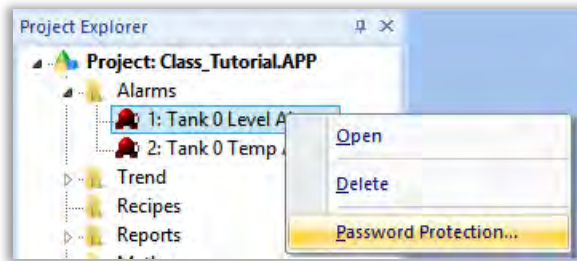 Project Explorer
Project: Class_Tutorial.APP
Alarms
1: Tank 0 Level A
2: Tank 0 Temp
Trend
Recipes
Reports
Open
Delete
Password Protection...